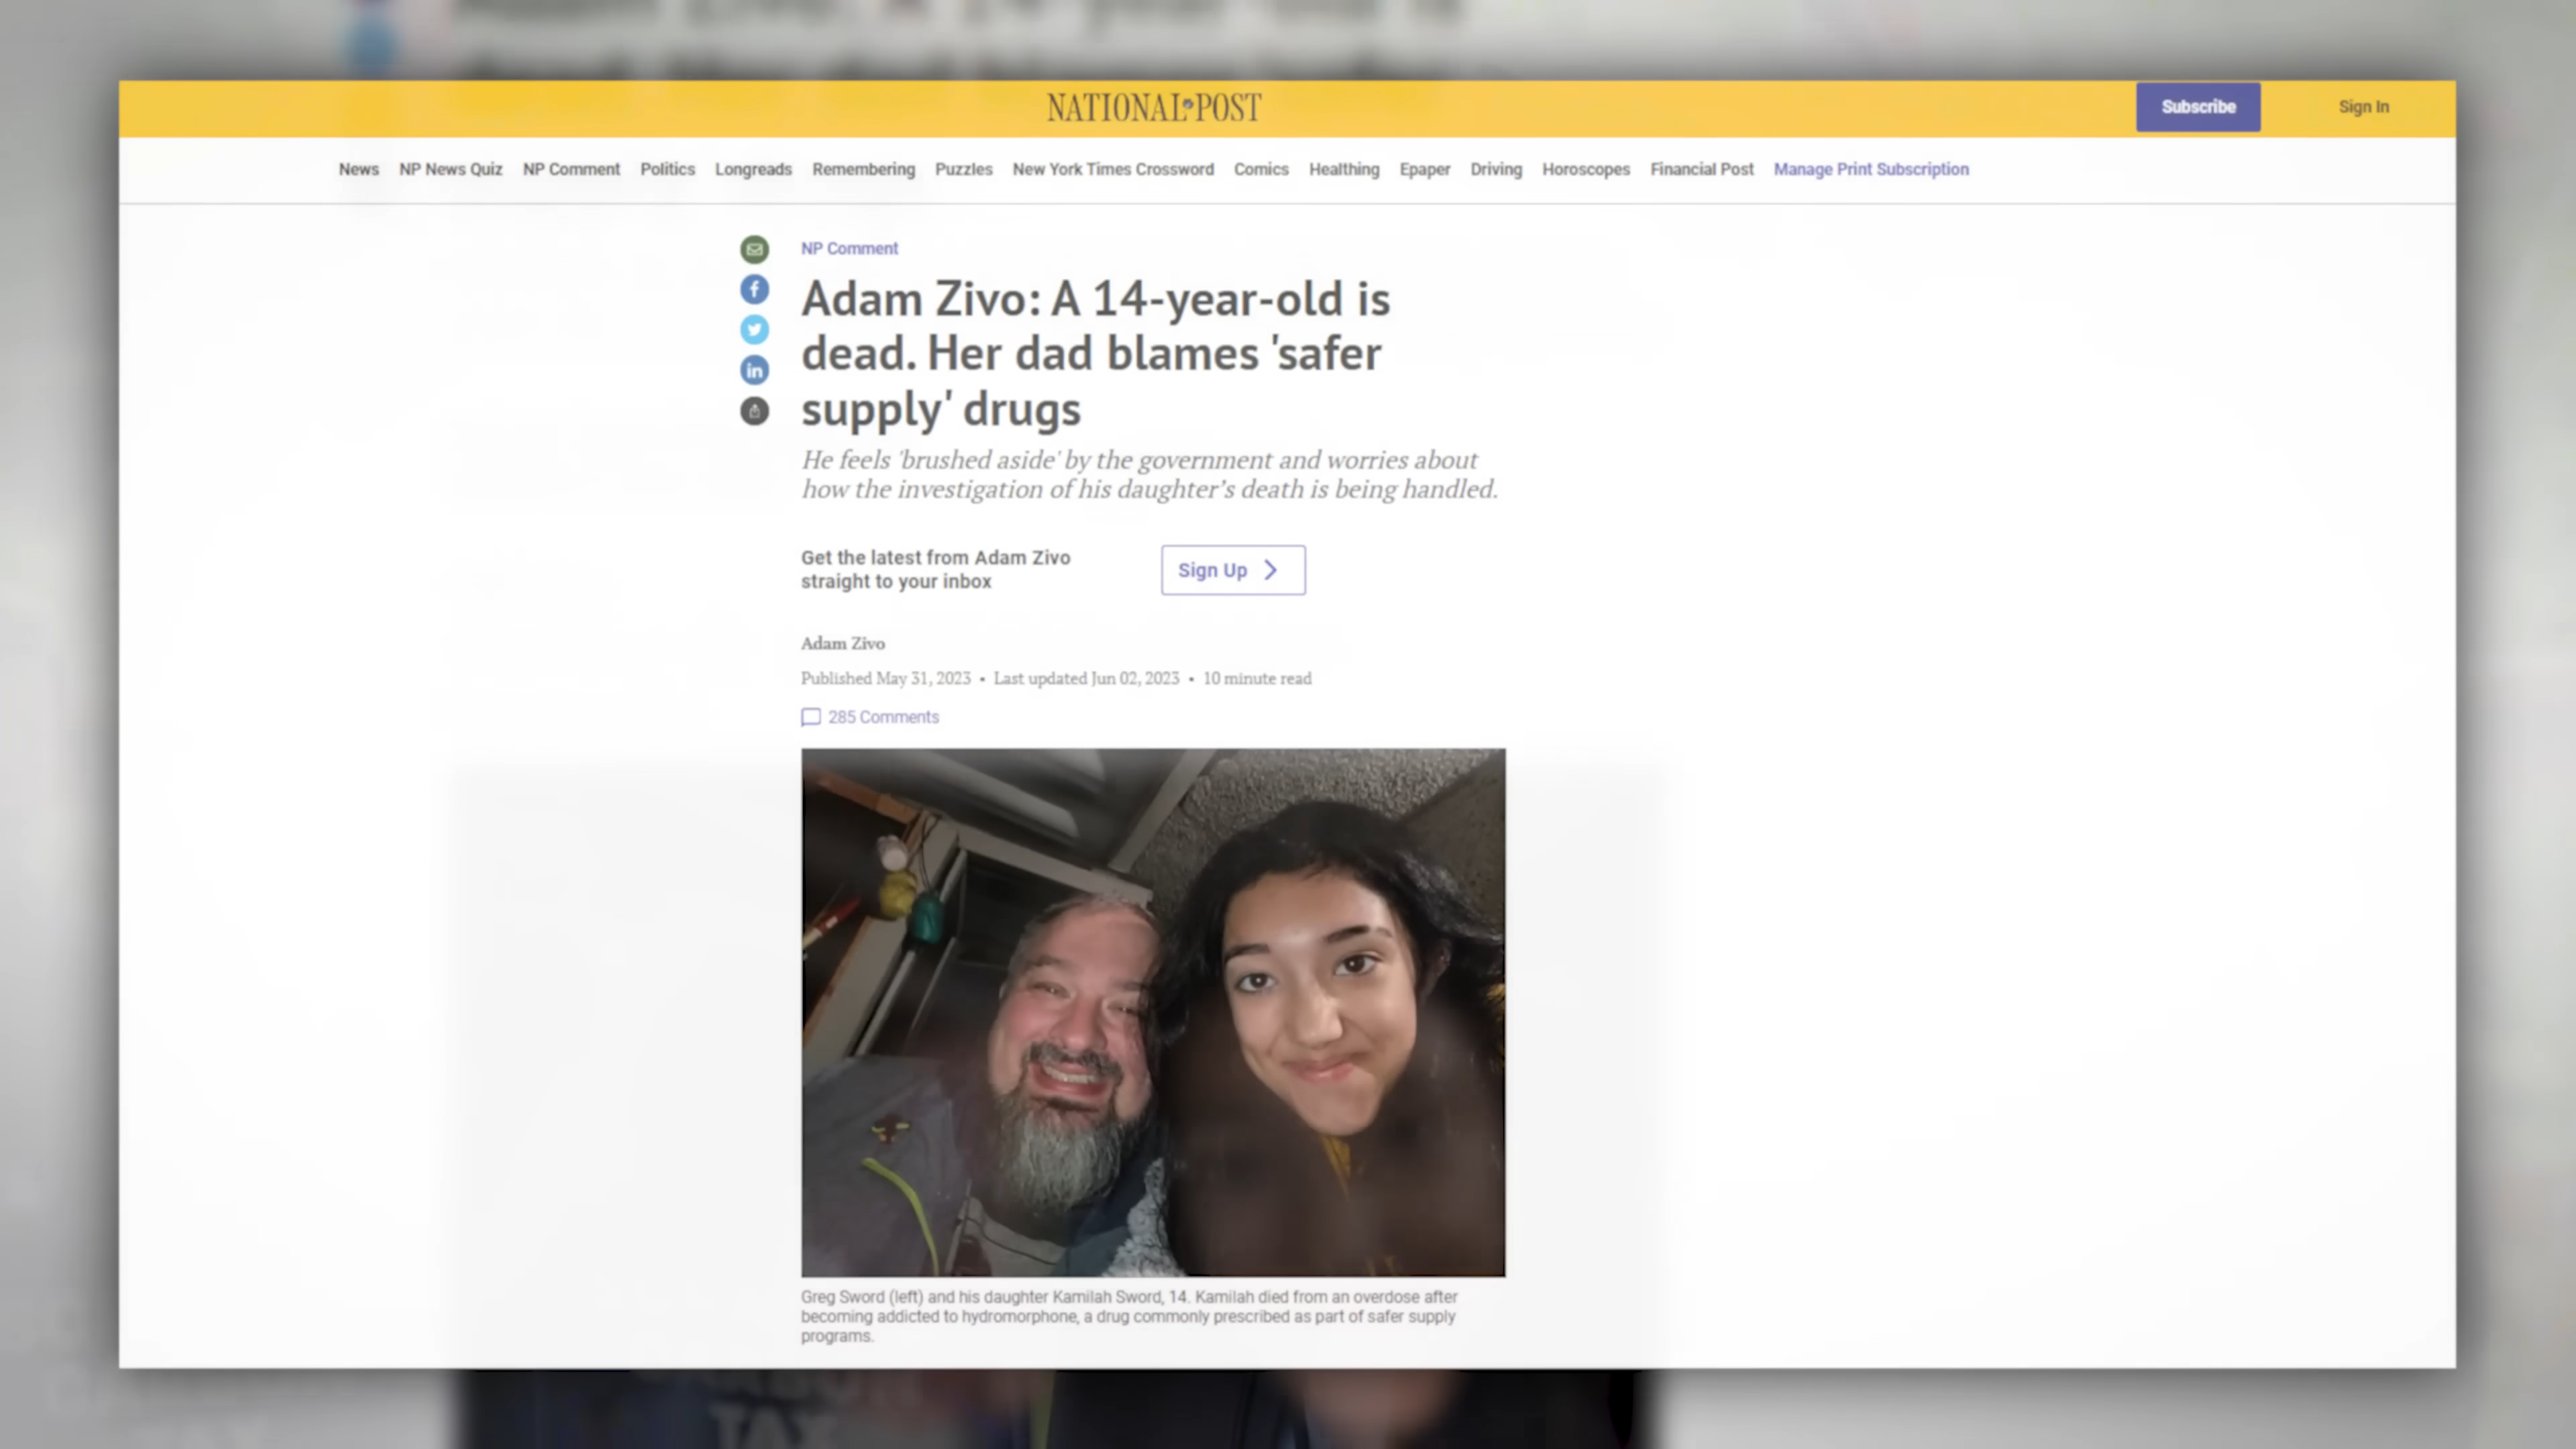 NATIONAL POST
Subscribe
Sign In
News NP News Quiz NP Comment Politics Longreads Remembering Puzzles New York Times Crossword Comics Healthing Epaper Driving Horoscopes Financial Post Manage Print Subscription
NP Comment
Adam Zivo: A 14-year-old is
dead. Her dad blames 'safer
supply' drugs
He feels 'brushed aside' by the government and worries about
how the investigation of his daughter's death is being handled.
Get the latest from Adam Zivo
straight to your inbox
Sign Up
Adam Zivo
Published May 31, 2023 • Last updated Jun 02, 2023 • 10 minute read
285 Comments
Greg Sword (left) and his daughter Kamilah Sword, 14. Kamilah died from an overdose after
becoming addicted to hydromorphone, a drug commonly prescribed as part of safer supply
programs.